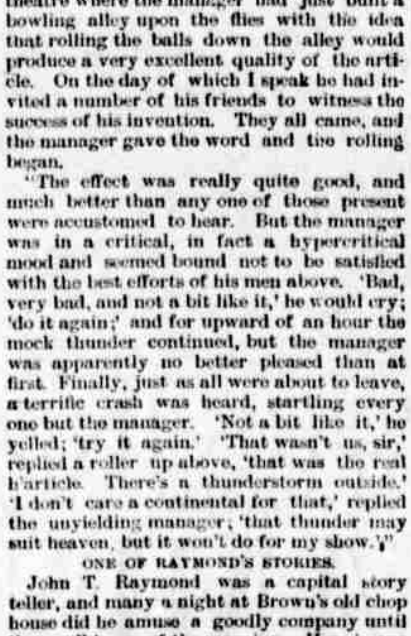 theatre where the manager had just built a
bowling alley upon the flies with the idea
that rolling the balls down the alley would
produce a very excellent quality of the arti-
cle. On the day of which I speak he had in-
vited a number of his friends to witness the
success of his invention. They all came, and
the manager gave the word and the rolling
began.
"The effect was really quite good, and
much better than any one of those present
were accustomed to hear. But the manager
was in a critical, in fact a hypercritical
mood and seemed bound not to be satisfied
with the best efforts of his men above. 'Bad,
very bad, and not a bit like it,' he would cry;
'do it again;' and for upward of an hour the
mock thunder continued, but the manager
was apparently no better pleased than at
first. Finally, just as all were about to leave,
a terrific crash was heard, startling every
one but the manager. 'Not a bit like it,' he
yelled; 'try it again.' 'That wasn't us, sir,'
replied a roller up above, 'that was the real
h'article. There's a thunderstorm outside.'
'I don't care a continental for that,' replied
the unyielding manager; 'that thunder may
suit heaven, but it won't do for my show.'"
ONE OF RAYMOND'S STORIES.
John T. Raymond was a capital story
teller, and many a night at Brown's old chop
house did he amuse a goodly company until